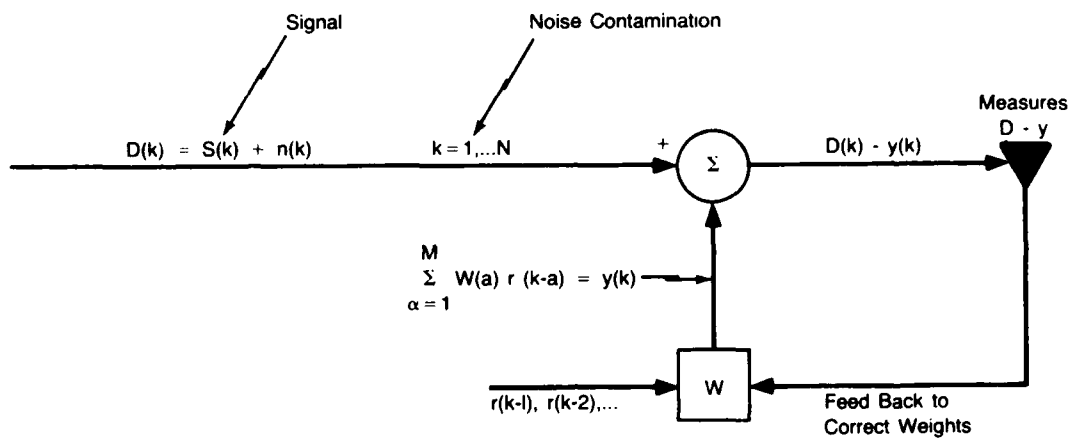 Signal
Noise Contamination
Measures
D - y
D(k) = S(k) + n(k)
k = 1,...N
+
Σ
D(k) - y(k)
M
Σ W(a) r (k-a) = y(k)
α = 1
W
r(k-l), r(k-2),...
Feed Back to
Correct Weights